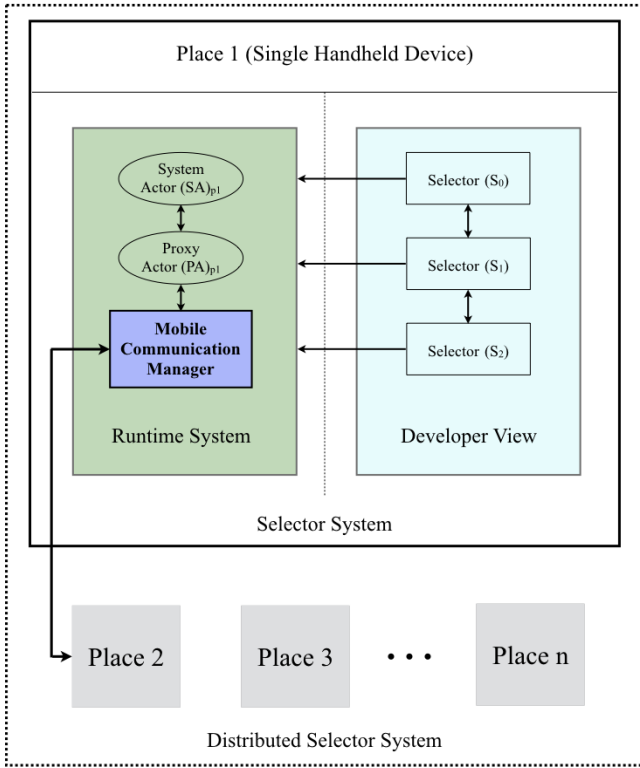 Place 1 (Single Handheld Device)
System
Actor (SA)p1
Proxy
Actor (PA)p1
Mobile
Communication
Manager
Runtime System
Selector (S0)
Selector (S1)
Selector (S2)
Developer View
Selector System
Place 2
Place 3
• • •
Place n
Distributed Selector System